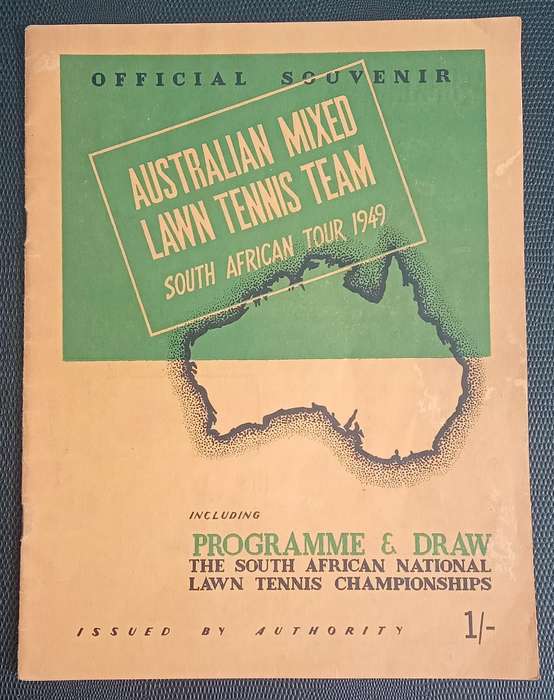 OFFICIAL SOUVENIR
AUSTRALIAN MIXED
LAWN TENNIS TEAM
SOUTH AFRICAN TOUR 1949
INCLUDING
PROGRAMME & DRAW
THE SOUTH AFRICAN NATIONAL
LAWN TENNIS CHAMPIONSHIPS
ISSUED BY AUTHORITY 1/-